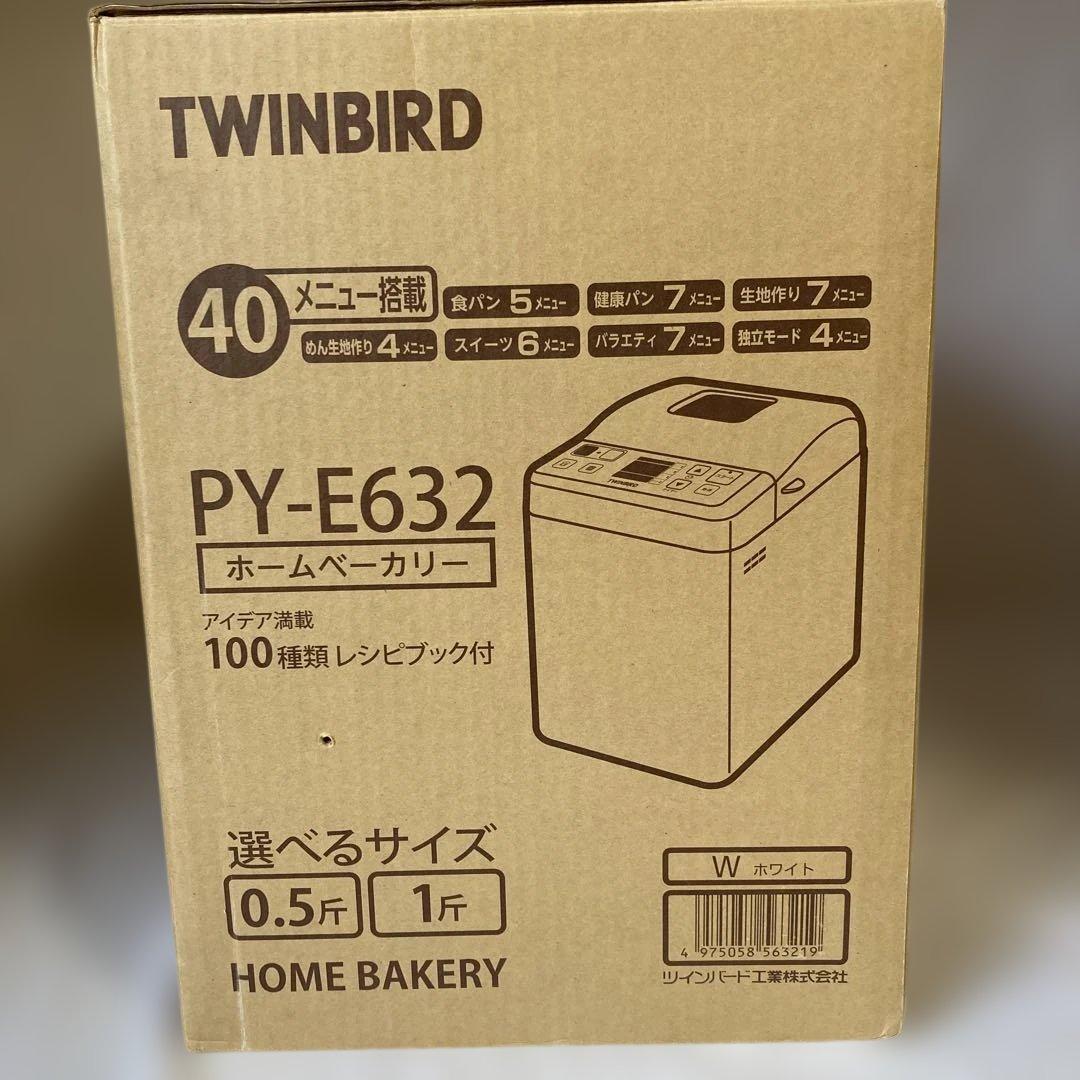 TWINBIRD
40 メニュー搭載
食パン 5 メニュー 健康パン 7 メニュー 生地作り 7 メニュー
めん生地作り 4 メニュー スイーツ 6 メニュー バラエティ 7 メニュー 独立モード 4 メニュー
TWINBIRD
PY-E632
ホームベーカリー
アイデア満載
100種類 レシピブック付
選べるサイズ
0.5斤 1斤
HOME BAKERY
W ホワイト
4 975058 563219
ツインバード工業株式会社